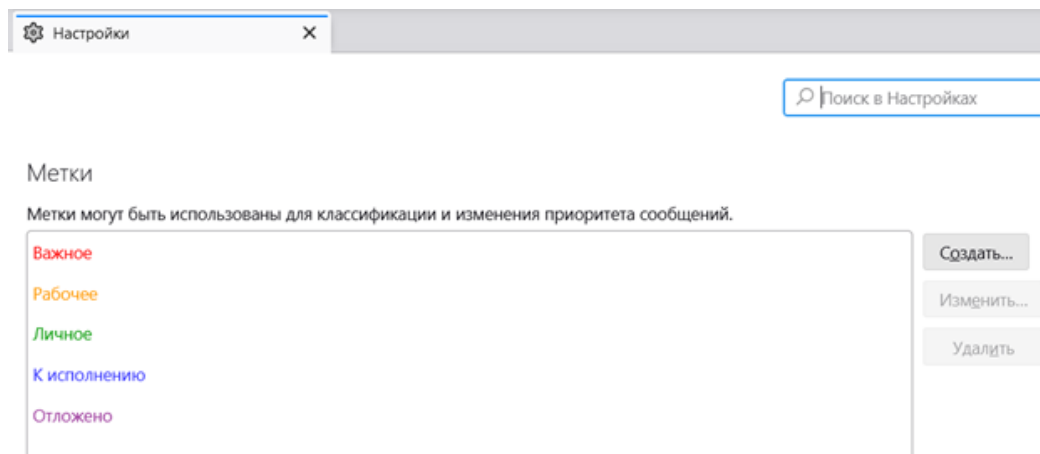 Настройки
Поиск в Настройках
Метки
Метки могут быть использованы для классификации и изменения приоритета сообщений.
Важное
Создать...
Рабочее
Изменить...
Личное
Удалить
К исполнению
Отложено